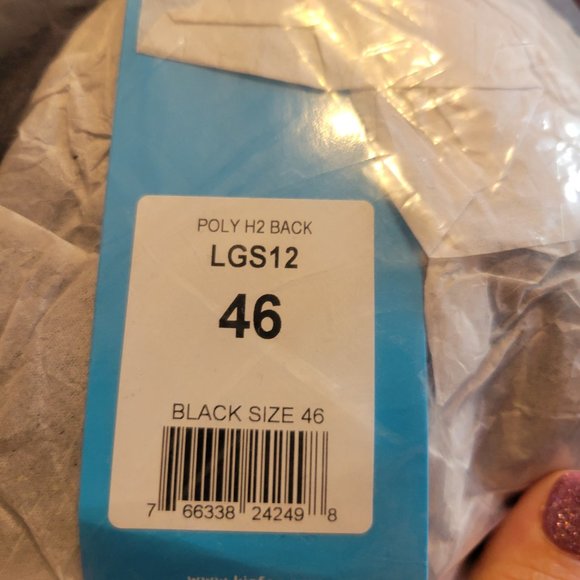 POLY H2 BACK
LGS12
46
BLACK SIZE 46
7 66338 24249 8